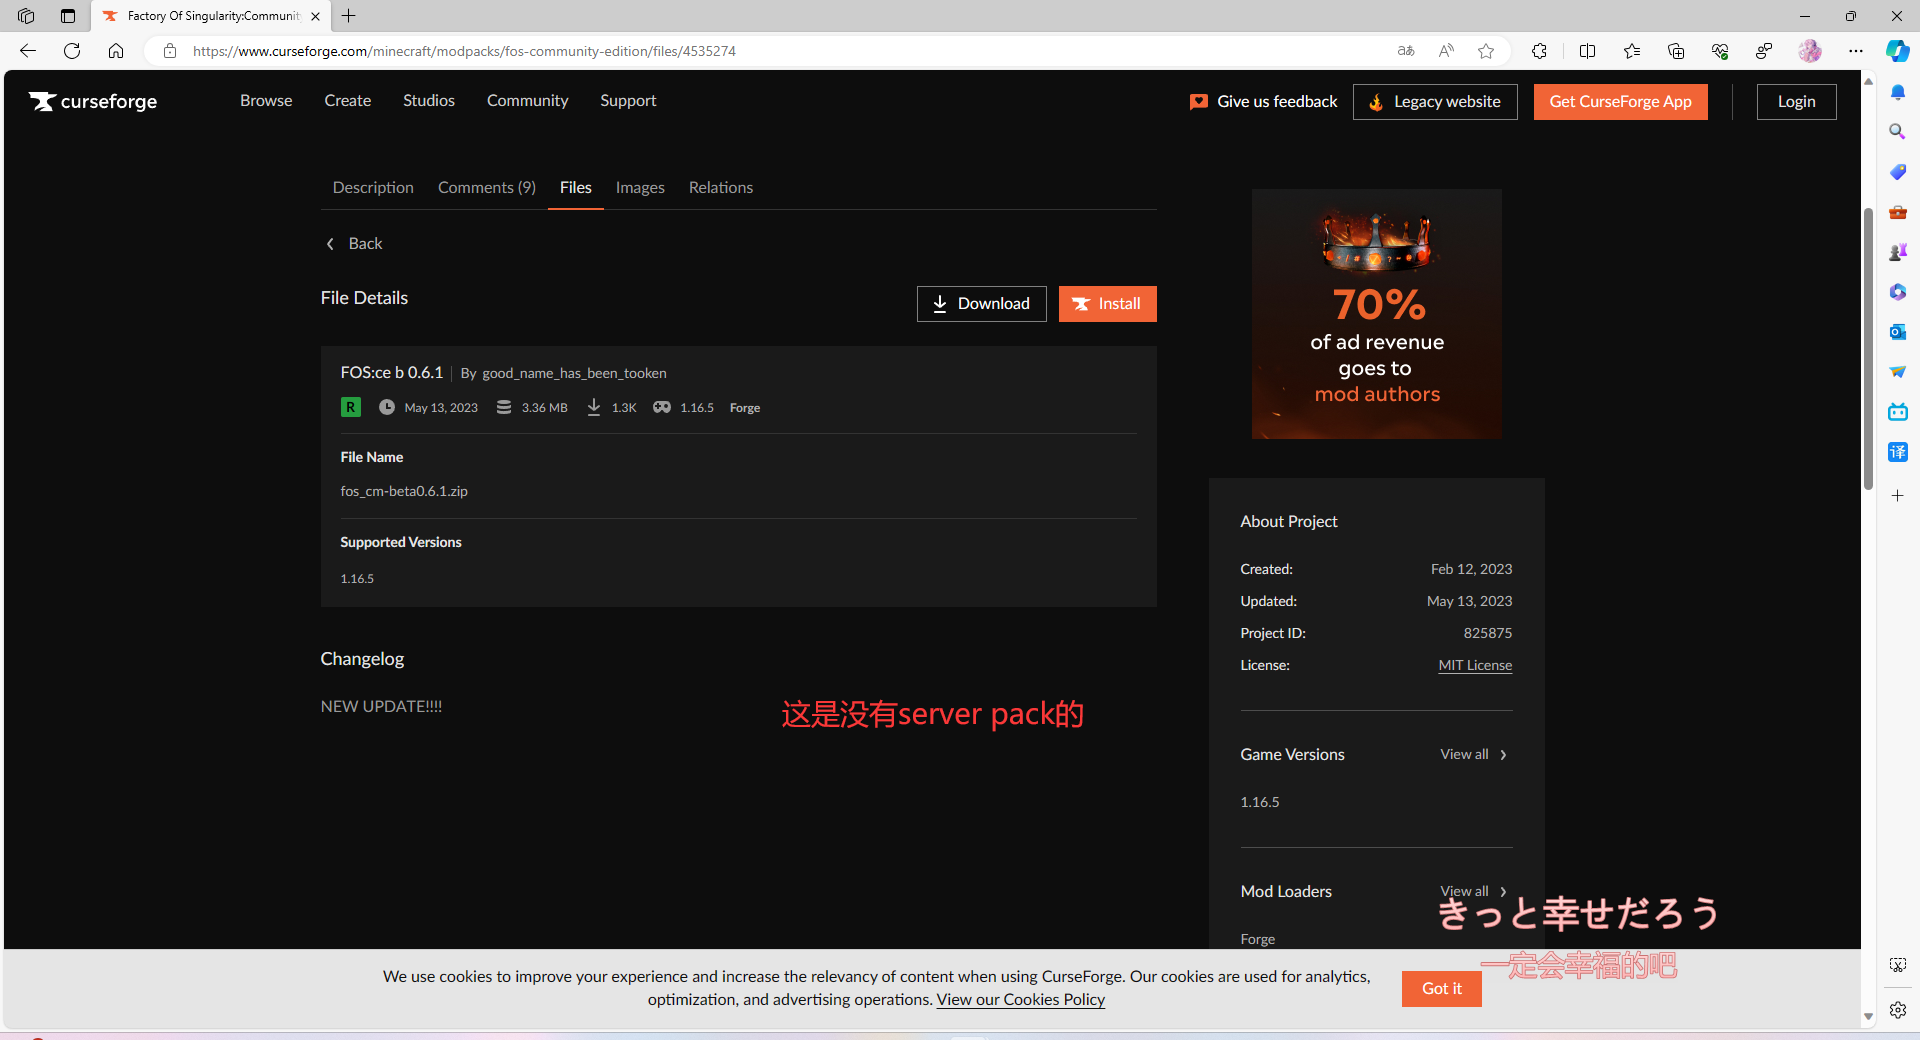 Factory Of Singularity:Communit
https://www.curseforge.com/minecraft/modpacks/fos-community-edition/files/4535274
curseforge
Browse
Create
Studios
Community
Support
Give us feedback
Legacy website
Get CurseForge App
Login
Description
Comments (9)
Files
Images
Relations
Back
File Details
Download
Install
FOS:ce b 0.6.1
By good_name_has_been_tooken
R
May 13, 2023
3.36 MB
1.3K
1.16.5
Forge
File Name
fos_cm-beta0.6.1.zip
Supported Versions
1.16.5
Changelog
NEW UPDATE!!!!
这是没有server pack的
70%
of ad revenue
goes to
mod authors
About Project
Created:
Feb 12, 2023
Updated:
May 13, 2023
Project ID:
825875
License:
MIT License
Game Versions
View all
1.16.5
Mod Loaders
View all
Forge
きっと幸せだろう
一定会幸福的吧
We use cookies to improve your experience and increase the relevancy of content when using CurseForge. Our cookies are used for analytics,
optimization, and advertising operations. View our Cookies Policy
Got it
译